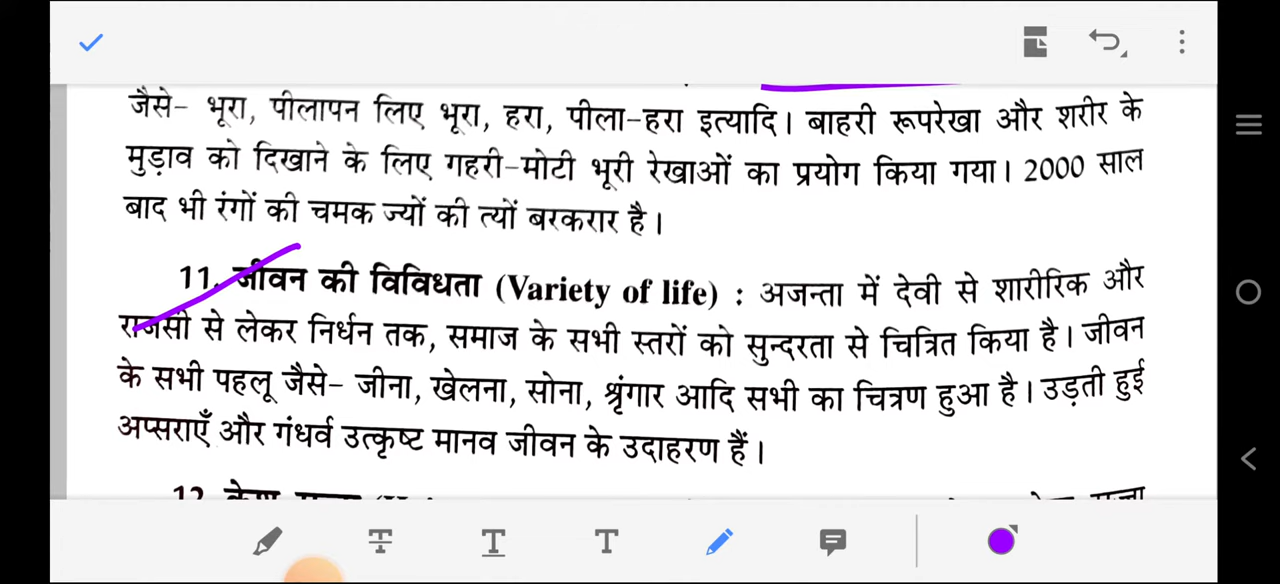 जैसे- भूरा, पीलापन लिए भूरा, हरा, पीला-हरा इत्यादि। बाहरी रूपरेखा और शरीर के
मुड़ाव को दिखाने के लिए गहरी-मोटी भूरी रेखाओं का प्रयोग किया गया। 2000 साल
बाद भी रंगों की चमक ज्यों की त्यों बरकरार है।
11. जीवन की विविधता (Variety of life) : अजन्ता में देवी से शारीरिक और
राजसी से लेकर निर्धन तक, समाज के सभी स्तरों को सुन्दरता से चित्रित किया है। जीवन
के सभी पहलू जैसे- जीना, खेलना, सोना, श्रृंगार आदि सभी का चित्रण हुआ है। उड़ती हुई
अप्सराएँ और गंधर्व उत्कृष्ट मानव जीवन के उदाहरण हैं।
12.